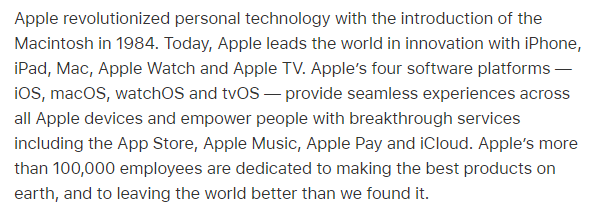 Apple revolutionized personal technology with the introduction of the
Macintosh in 1984. Today, Apple leads the world in innovation with iPhone,
iPad, Mac, Apple Watch and Apple TV. Apple’s four software platforms —
iOS, macOS, watchOS and tvOS — provide seamless experiences across
all Apple devices and empower people with breakthrough services
including the App Store, Apple Music, Apple Pay and iCloud. Apple’s more
than 100,000 employees are dedicated to making the best products on
earth, and to leaving the world better than we found it.